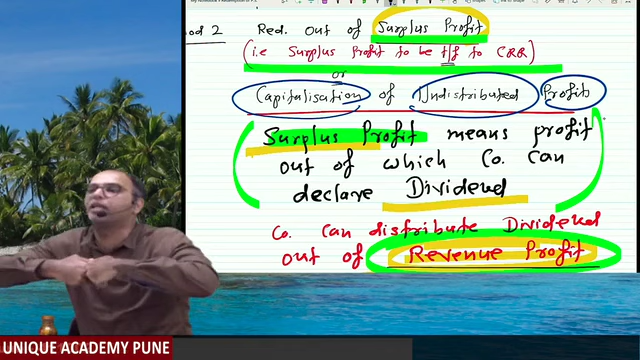 nod 2 Red. Out of Surplus Profit
(i.e Surplus Profit to be t/f to CRR)
or
Capitalisation of Undistributed Profits
Surplus Profit means profit
out of which Co. can
declare Dividend
Co. can distribute Dividend
out of Revenue Profit
UNIQUE ACADEMY PUNE